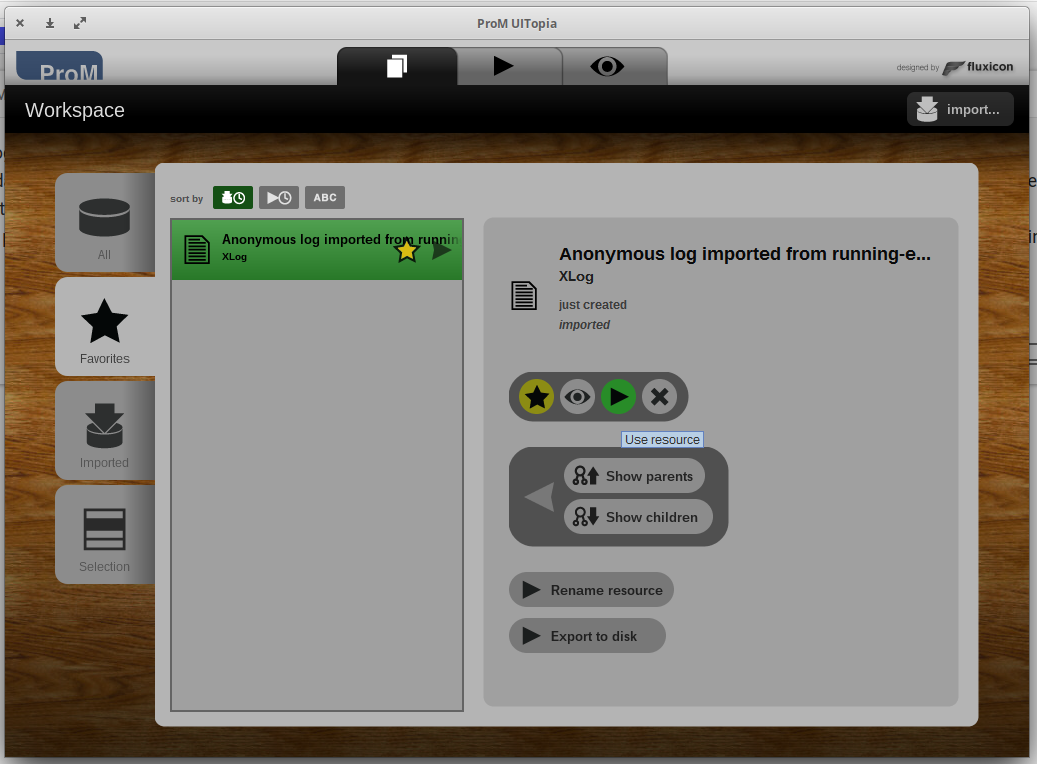 ProM UITopia
ProM
designed by fluxicon
Workspace
import...
All
Favorites
Imported
Selection
sort by
ABC
Anonymous log imported from runnin
XLog
Anonymous log imported from running-e...
XLog
just created
imported
Use resource
Show parents
Show children
Rename resource
Export to disk